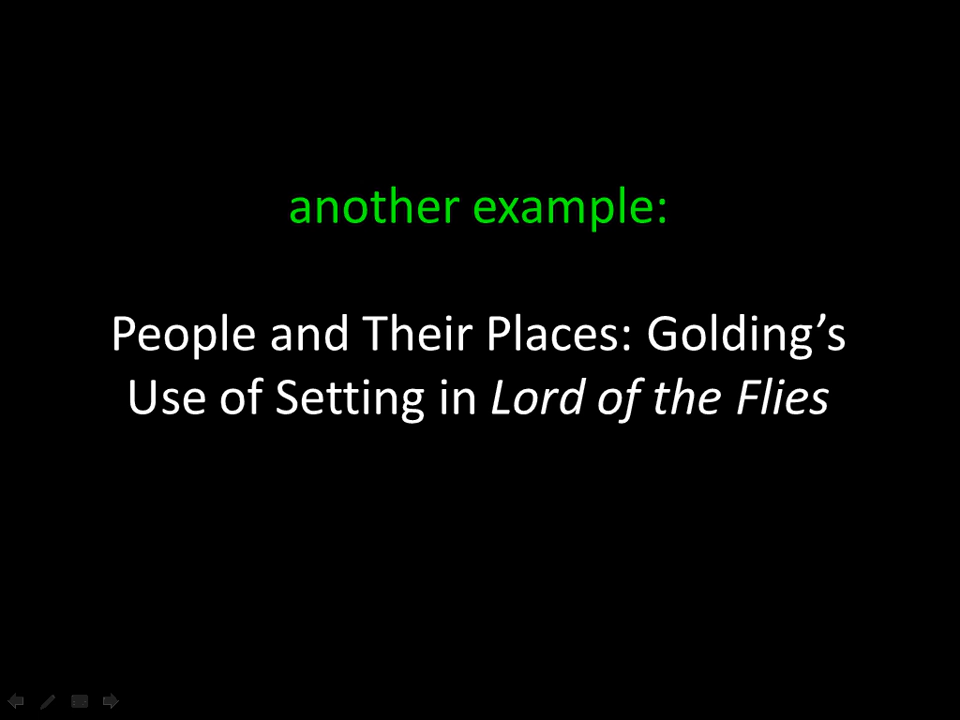 another example:
People and Their Places: Golding’s
Use of Setting in Lord of the Flies